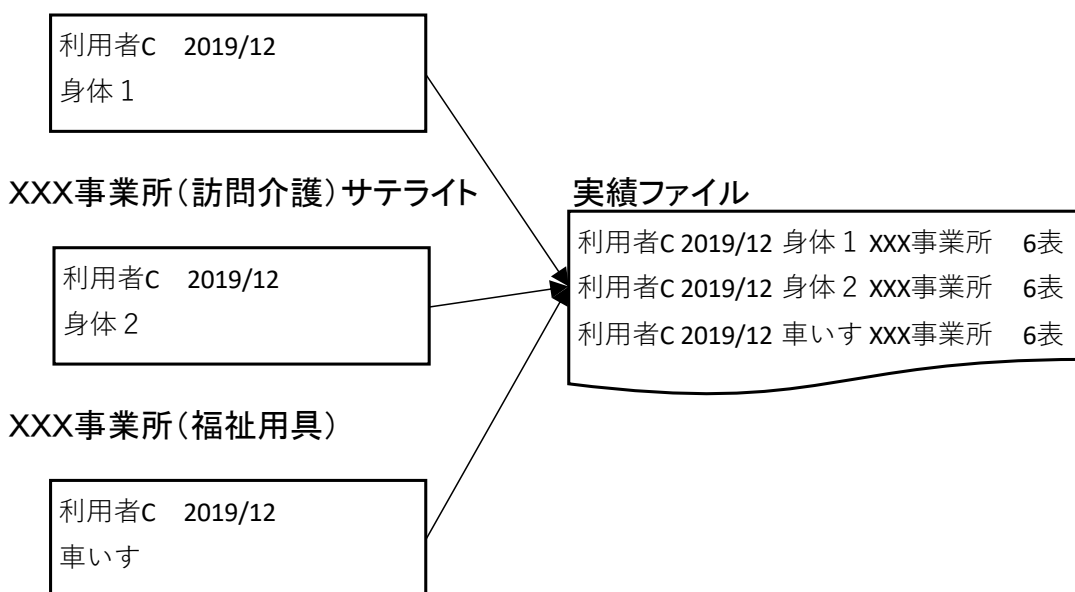 利用者C　2019/12
身体１
XXX事業所（訪問介護）サテライト
利用者C　2019/12
身体２
XXX事業所（福祉用具）
利用者C　2019/12
車いす
実績ファイル
利用者C 2019/12 身体１ XXX事業所　6表
利用者C 2019/12 身体２ XXX事業所　6表
利用者C 2019/12 車いす XXX事業所　6表